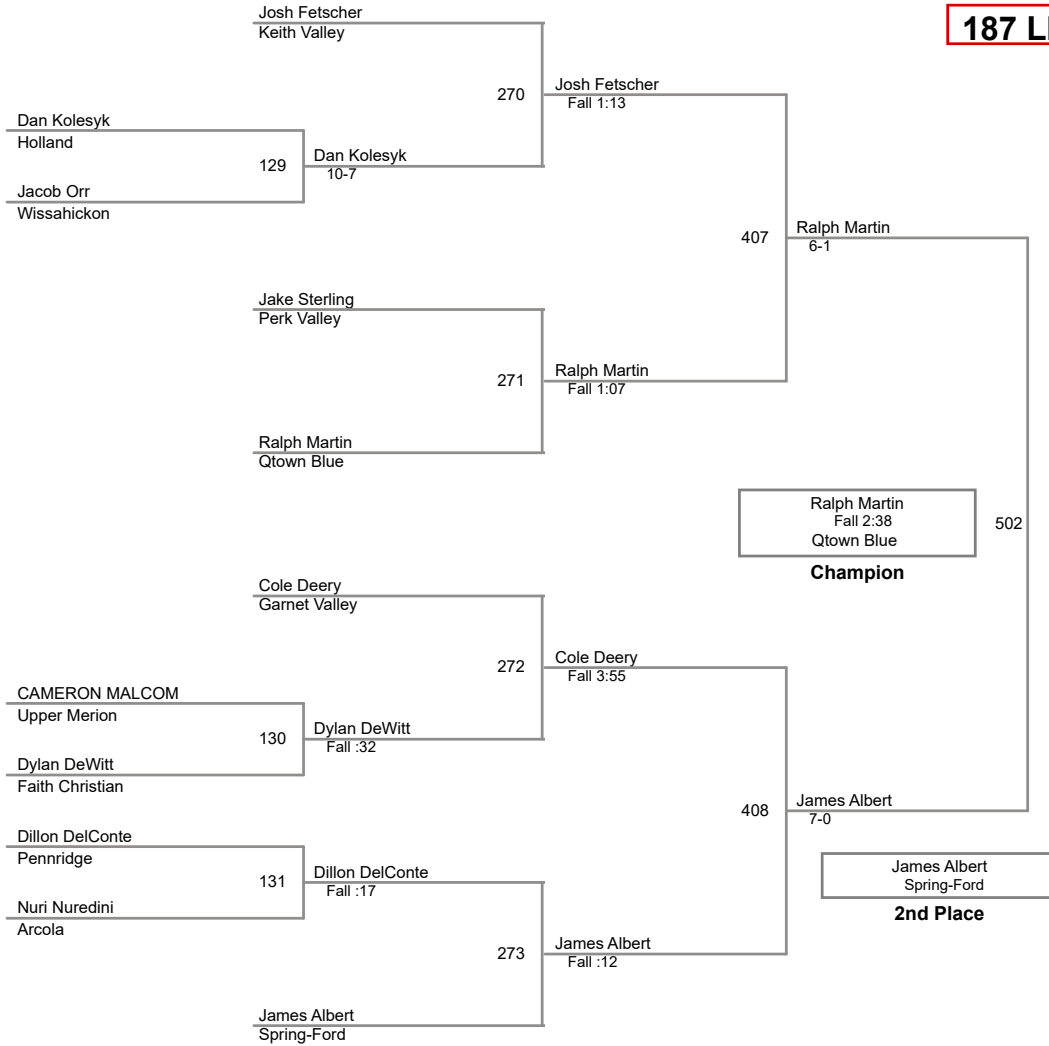 Josh Fetscher
Keith Valley
187 L
270
Josh Fetscher
Fall 1:13
Dan Kolesyk
Holland
129
Dan Kolesyk
10-7
Jacob Orr
Wissahickon
407
Ralph Martin
6-1
Jake Sterling
Perk Valley
271
Ralph Martin
Fall 1:07
Ralph Martin
Qtown Blue
Ralph Martin
Fall 2:38
Qtown Blue
502
Champion
Cole Deery
Garnet Valley
272
Cole Deery
Fall 3:55
CAMERON MALCOM
Upper Merion
130
Dylan DeWitt
Fall :32
Dylan DeWitt
Faith Christian
408
James Albert
7-0
Dillon DelConte
Pennridge
131
Dillon DelConte
Fall :17
James Albert
Spring-Ford
2nd Place
Nuri Nuredini
Arcola
273
James Albert
Fall :12
James Albert
Spring-Ford